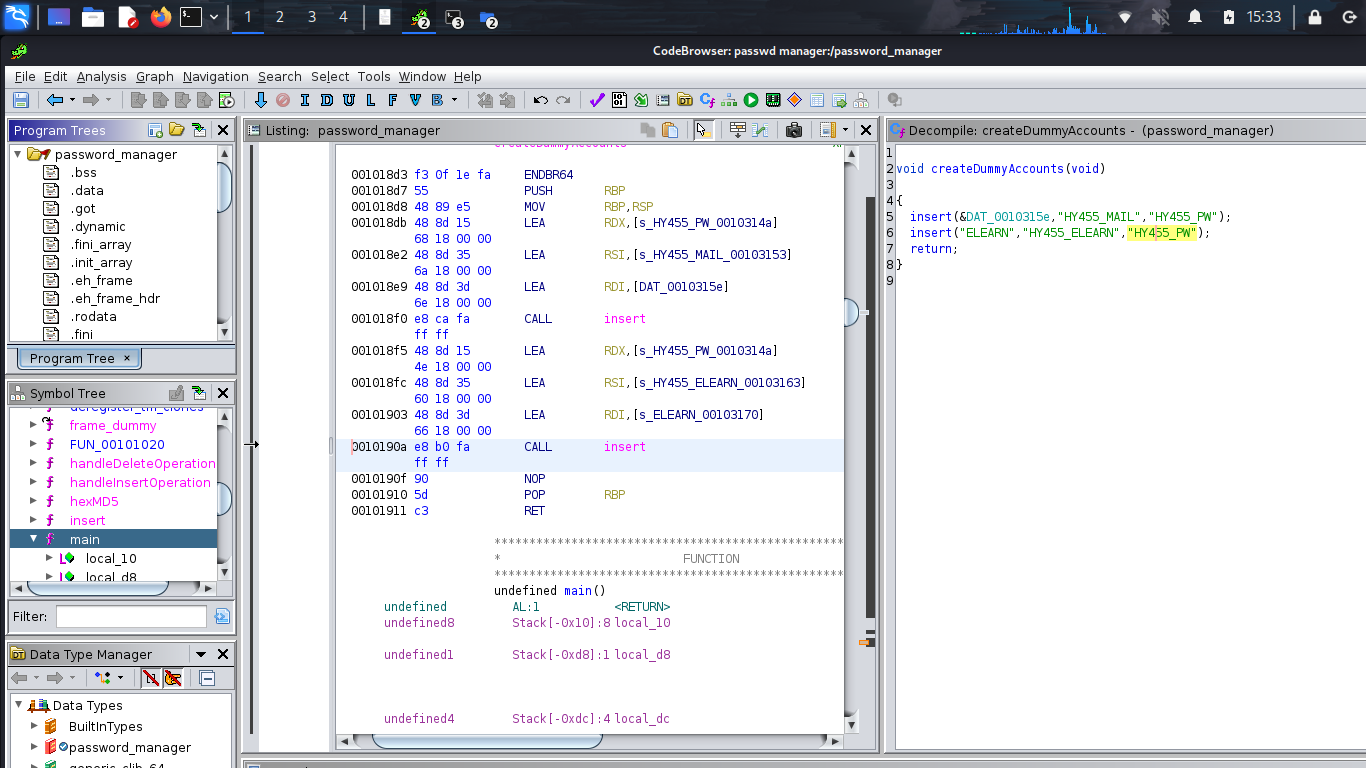 1 2 3 4 2 3 2 15:33
CodeBrowser: passwd manager:/password_manager
File Edit Analysis Graph Navigation Search Select Tools Window Help
I D U L F V B
Program Trees
password_manager
.bss
.data
.got
.dynamic
.fini_array
.init_array
.eh_frame
.eh_frame_hdr
.rodata
.fini
Program Tree ×
Symbol Tree
deregister_tm_clones
frame_dummy
FUN_00101020
handleDeleteOperation
handleInsertOperation
hexMD5
insert
main
local_10
local_d8
Filter:
Data Type Manager
Data Types
BuiltInTypes
password_manager
generic_clib_64
Listing: password_manager
createDummyAccounts
001018d3 f3 0f 1e fa ENDBR64
001018d7 55 PUSH RBP
001018d8 48 89 e5 MOV RBP,RSP
001018db 48 8d 15 LEA RDX,[s_HY455_PW_0010314a]
68 18 00 00
001018e2 48 8d 35 LEA RSI,[s_HY455_MAIL_00103153]
6a 18 00 00
001018e9 48 8d 3d LEA RDI,[DAT_0010315e]
6e 18 00 00
001018f0 e8 ca fa CALL insert
ff ff
001018f5 48 8d 15 LEA RDX,[s_HY455_PW_0010314a]
4e 18 00 00
001018fc 48 8d 35 LEA RSI,[s_HY455_ELEARN_00103163]
60 18 00 00
00101903 48 8d 3d LEA RDI,[s_ELEARN_00103170]
66 18 00 00
0010190a e8 b0 fa CALL insert
ff ff
0010190f 90 NOP
00101910 5d POP RBP
00101911 c3 RET
*************************************************
* FUNCTION
*************************************************
undefined main()
undefined AL:1 <RETURN>
undefined8 Stack[-0x10]:8 local_10
undefined1 Stack[-0xd8]:1 local_d8
undefined4 Stack[-0xdc]:4 local_dc
Decompile: createDummyAccounts - (password_manager)
1
2 void createDummyAccounts(void)
3
4 {
5 insert(&DAT_0010315e,"HY455_MAIL","HY455_PW");
6 insert("ELEARN","HY455_ELEARN","HY455_PW");
7 return;
8 }
9